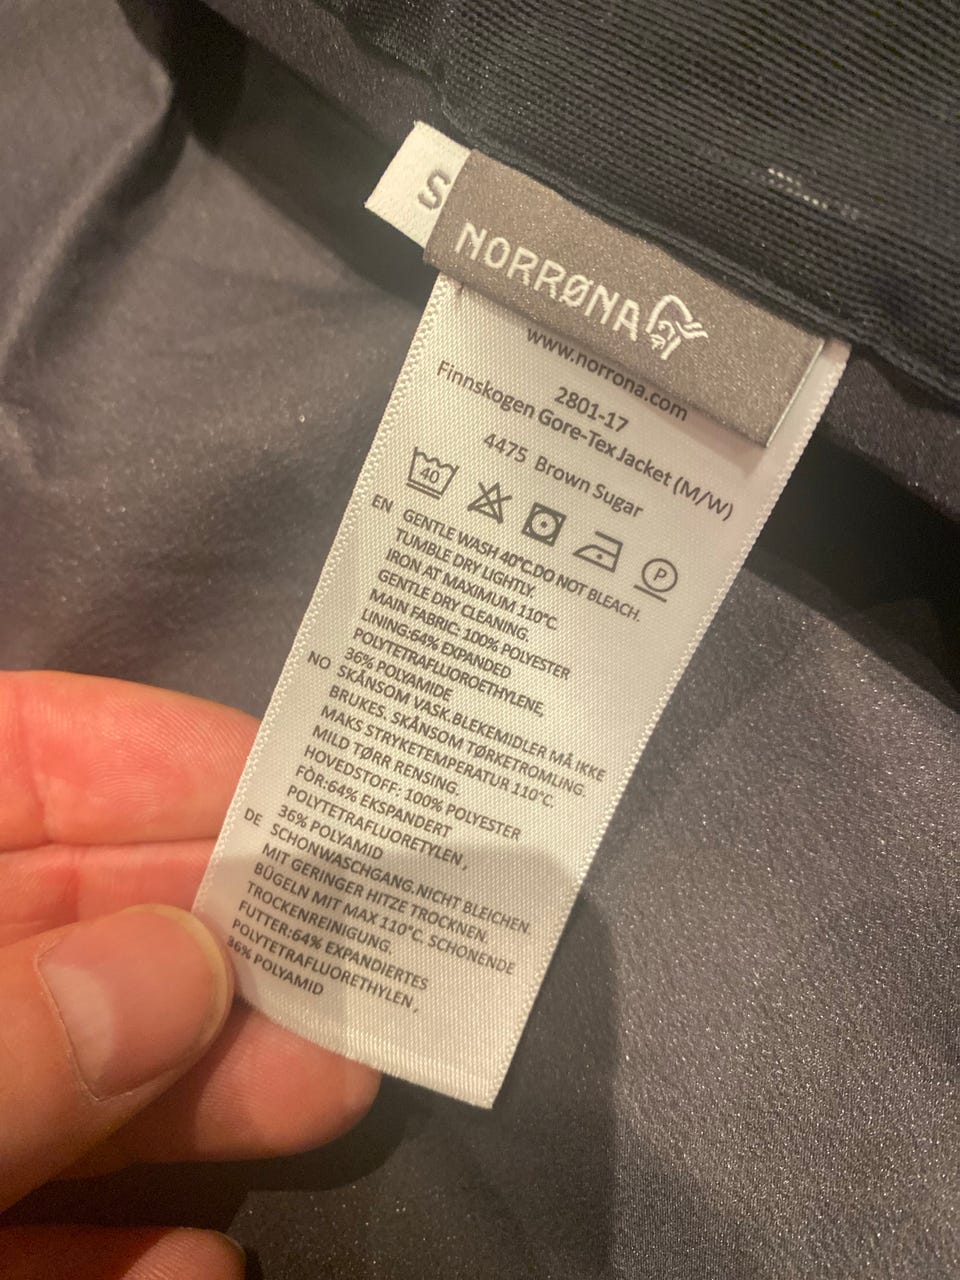 S
NORRØNA
www.norrona.com
2801-17
Finnskogen Gore-Tex Jacket (M/W)
4475 Brown Sugar
40
P
EN GENTLE WASH 40°C.DO NOT BLEACH.
TUMBLE DRY LIGHTLY.
IRON AT MAXIMUM 110°C.
GENTLE DRY CLEANING.
MAIN FABRIC: 100% POLYESTER
LINING:64% EXPANDED
POLYTETRAFLUOROETHYLENE,
36% POLYAMIDE
NO SKÅNSOM VASK.BLEKEMIDLER MÅ IKKE
BRUKES. SKÅNSOM TØRKETROMLING.
MAKS STRYKETEMPERATUR 110°C.
MILD TØRR RENSING.
HOVEDSTOFF: 100% POLYESTER
FÒR:64% EKSPANDERT
POLYTETRAFLUORETYLEN ,
36% POLYAMID
DE SCHONWASCHGANG.NICHT BLEICHEN.
MIT GERINGER HITZE TROCKNEN.
BÜGELN MIT MAX 110°C. SCHONENDE
TROCKENREINIGUNG.
FUTTER:64% EXPANDIERTES
POLYTETRAFLUORETHYLEN ,
36% POLYAMID